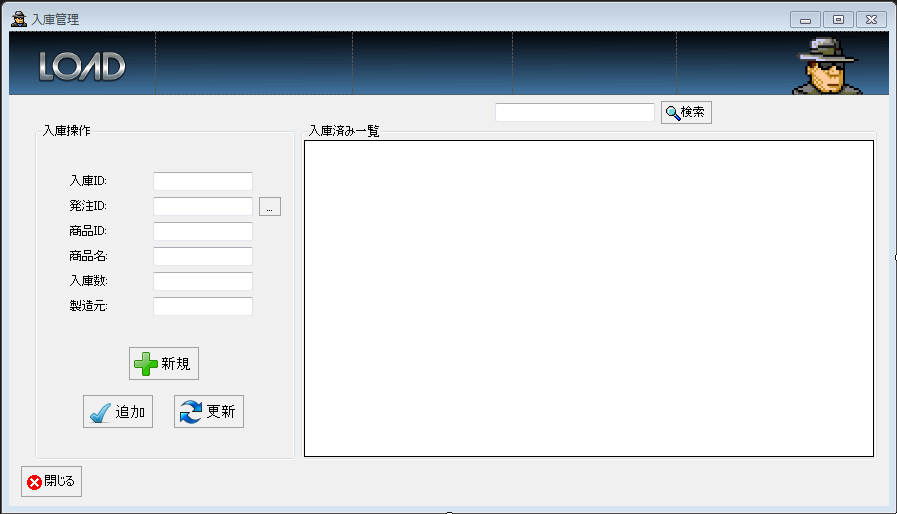 入庫管理
LOAD
検索
入庫操作
入庫済み一覧
入庫ID:
発注ID:
...
商品ID:
商品名:
入庫数:
製造元:
新規
追加
更新
閉じる